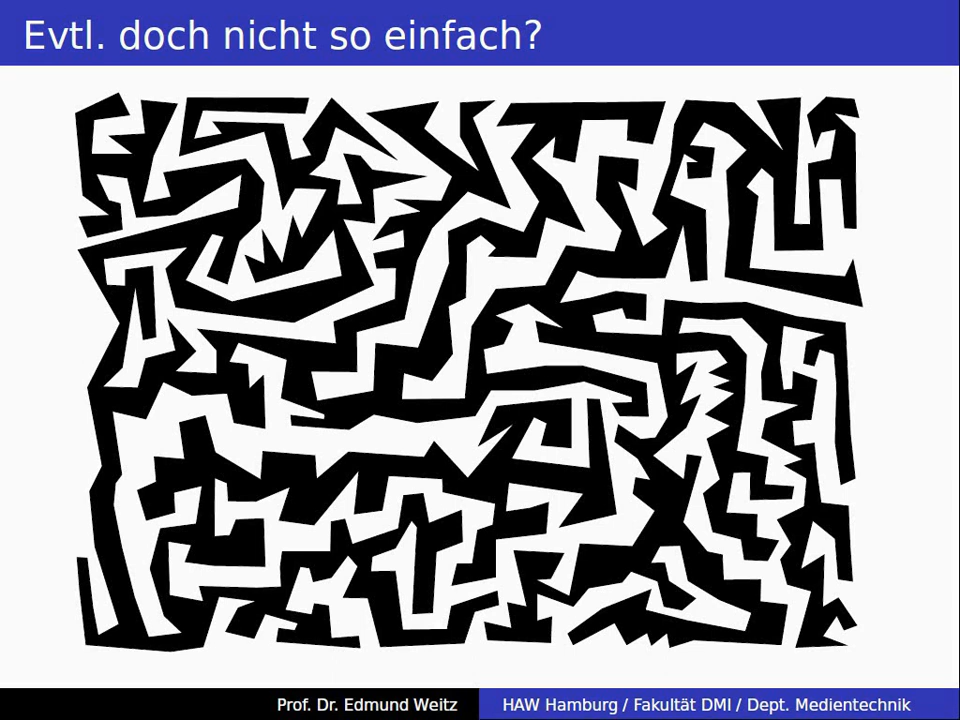 Evtl. doch nicht so einfach?
Prof. Dr. Edmund Weitz
HAW Hamburg / Fakultät DMI / Dept. Medientechnik